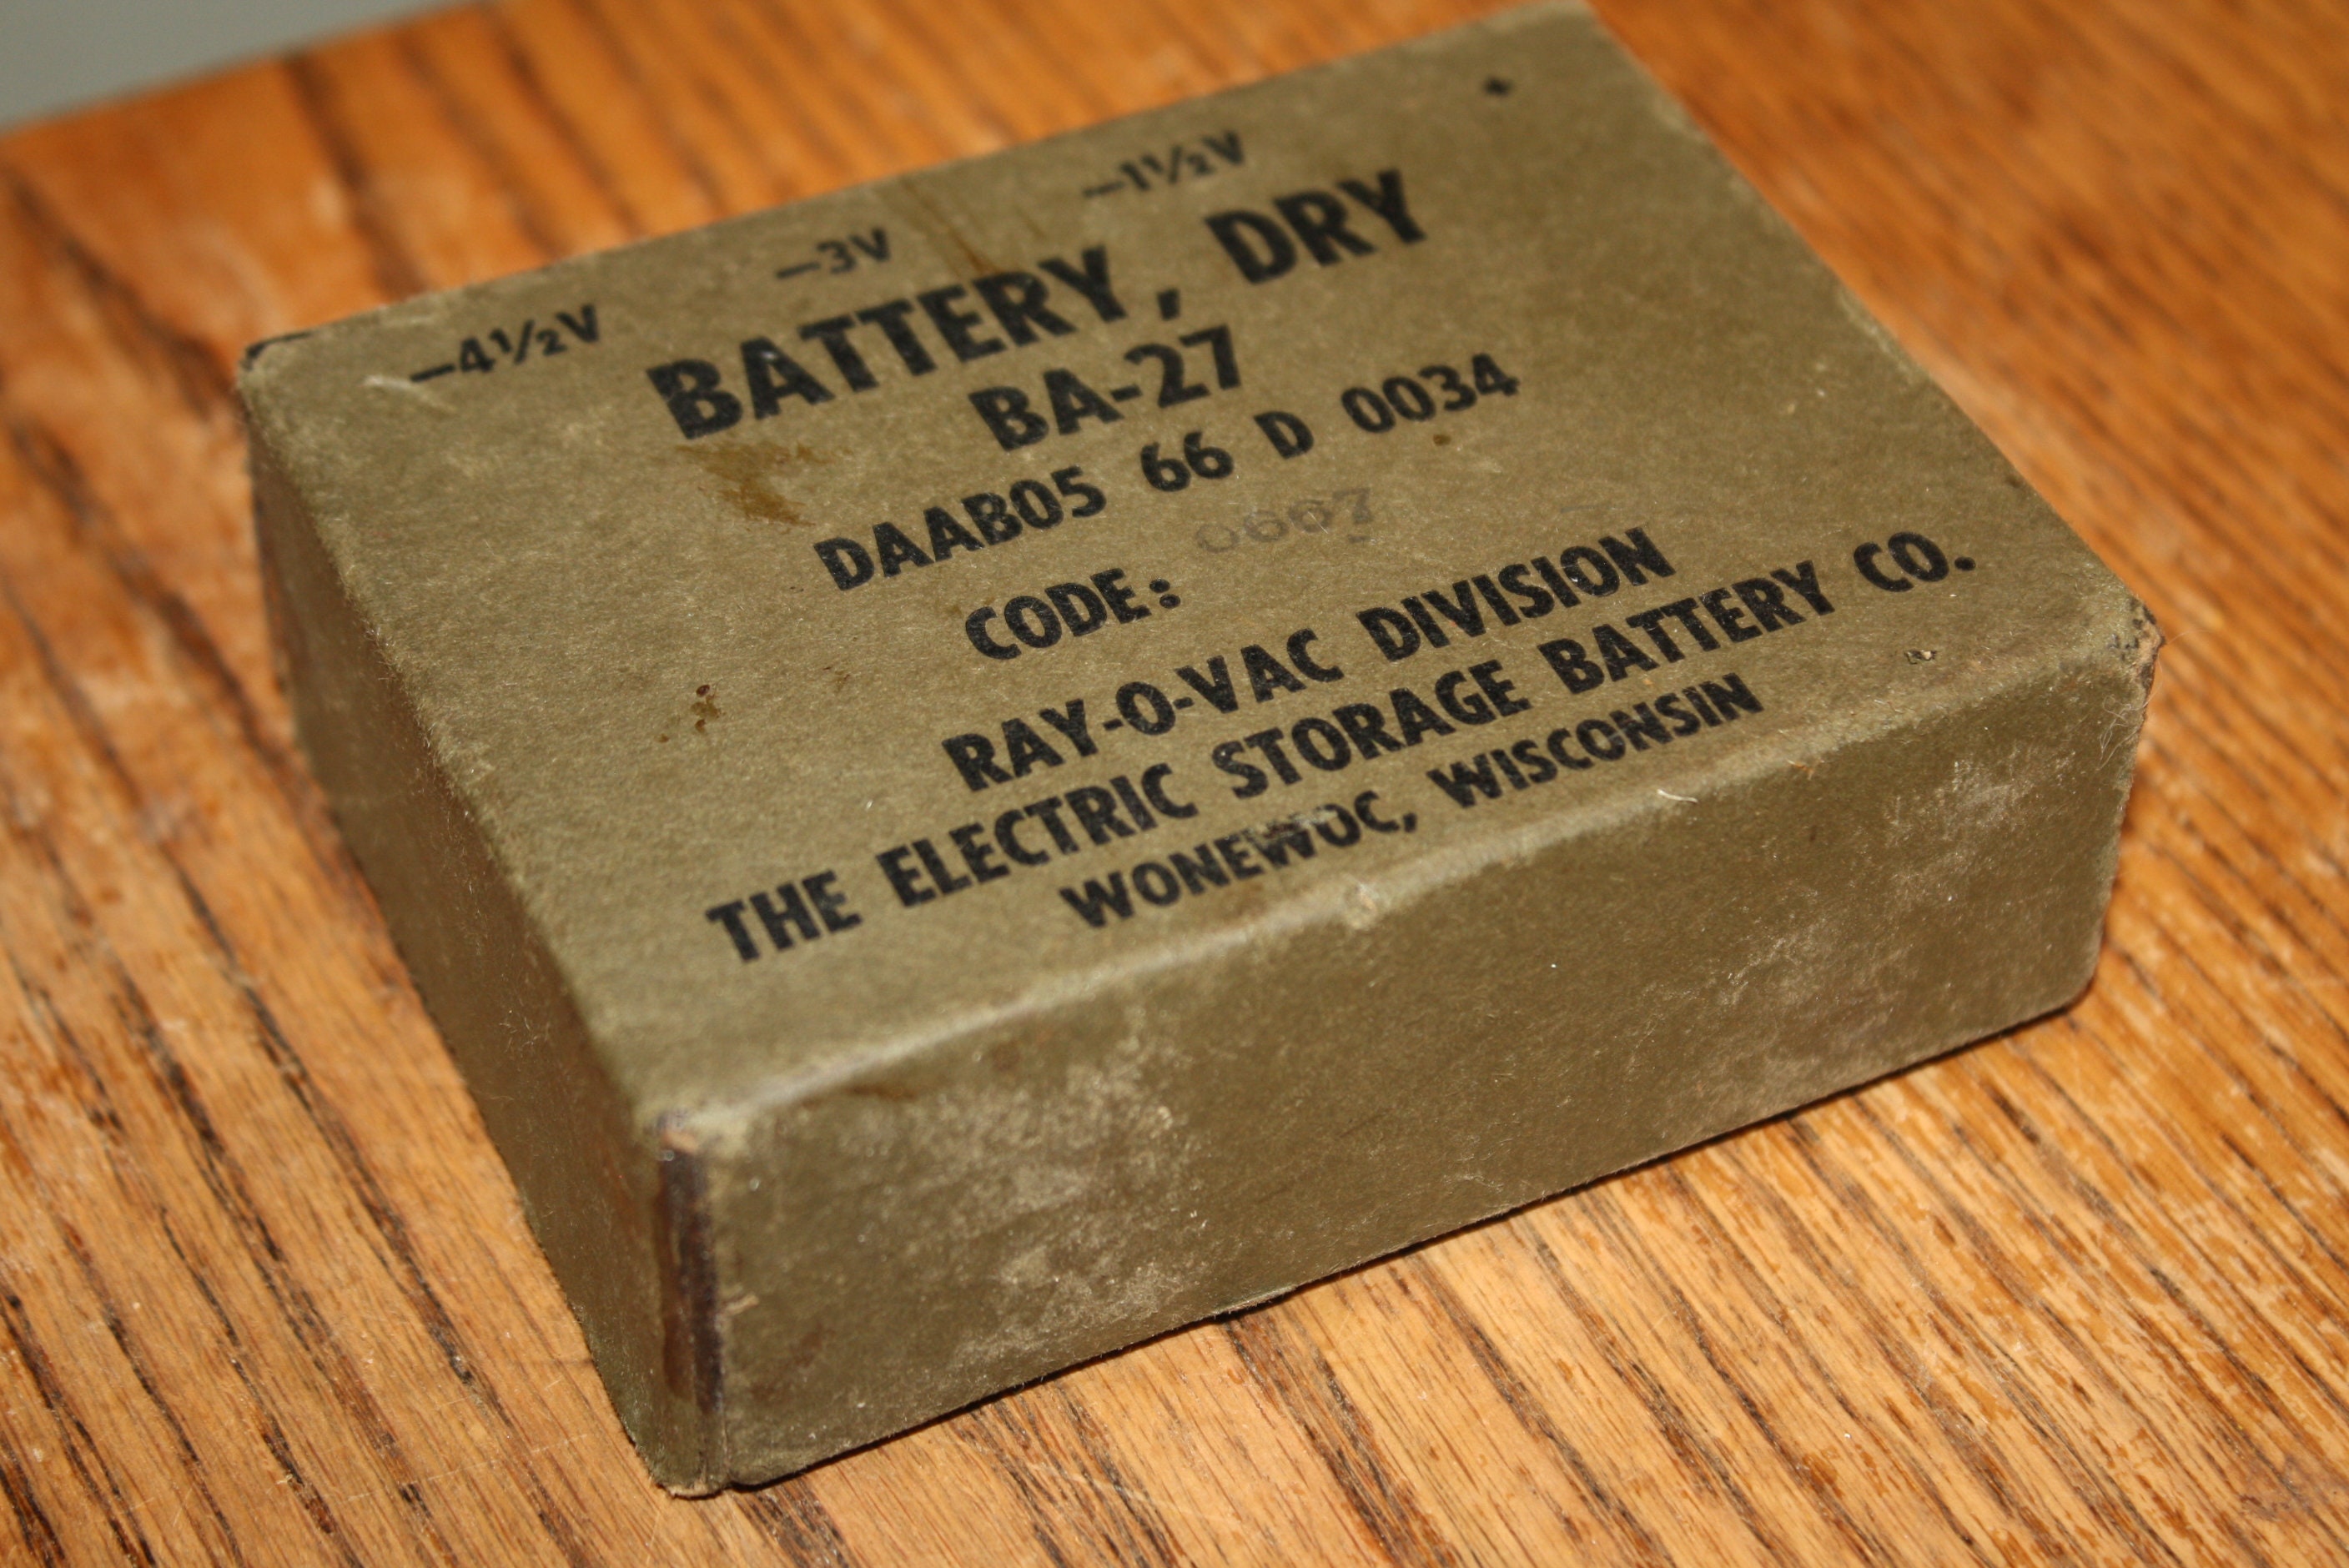 -4½V -3V -1½V +
BATTERY, DRY
BA-27
DAAB05 66 D 0034
CODE: 0667
RAY-O-VAC DIVISION
THE ELECTRIC STORAGE BATTERY CO.
WONEWOC, WISCONSIN